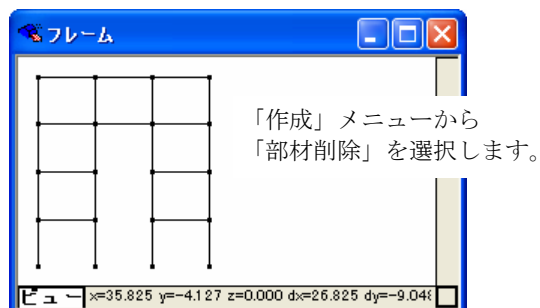 フレーム
「作成」メニューから
「部材削除」を選択します。
ビュー x=35.825 y=-4.127 z=0.000 dx=26.825 dy=-9.048